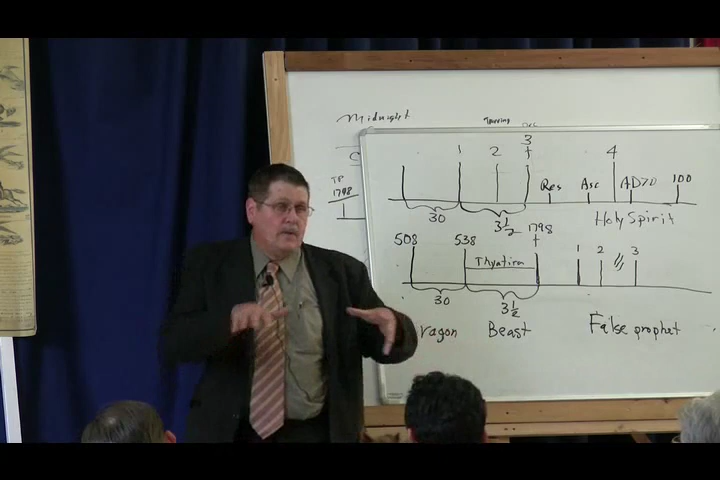 Midnight
TP
1798
1 2 3 4
Res Asc AD70 100
30 3½ Holy Spirit
508 538 1798
Thyatira 1 2 3
30 3½
ragon Beast False prophet